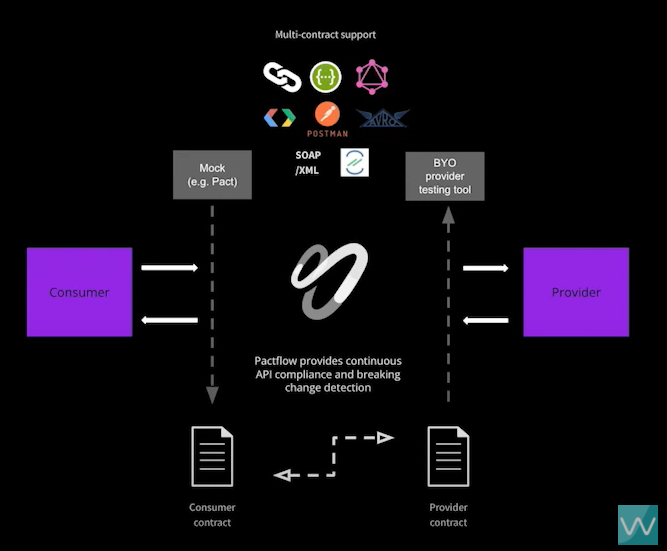 Multi-contract support
POSTMAN
AVRO
SOAP
/XML
Mock
(e.g. Pact)
BYO
provider
testing tool
Consumer
Provider
Pactflow provides continuous
API compliance and breaking
change detection
Consumer
contract
Provider
contract